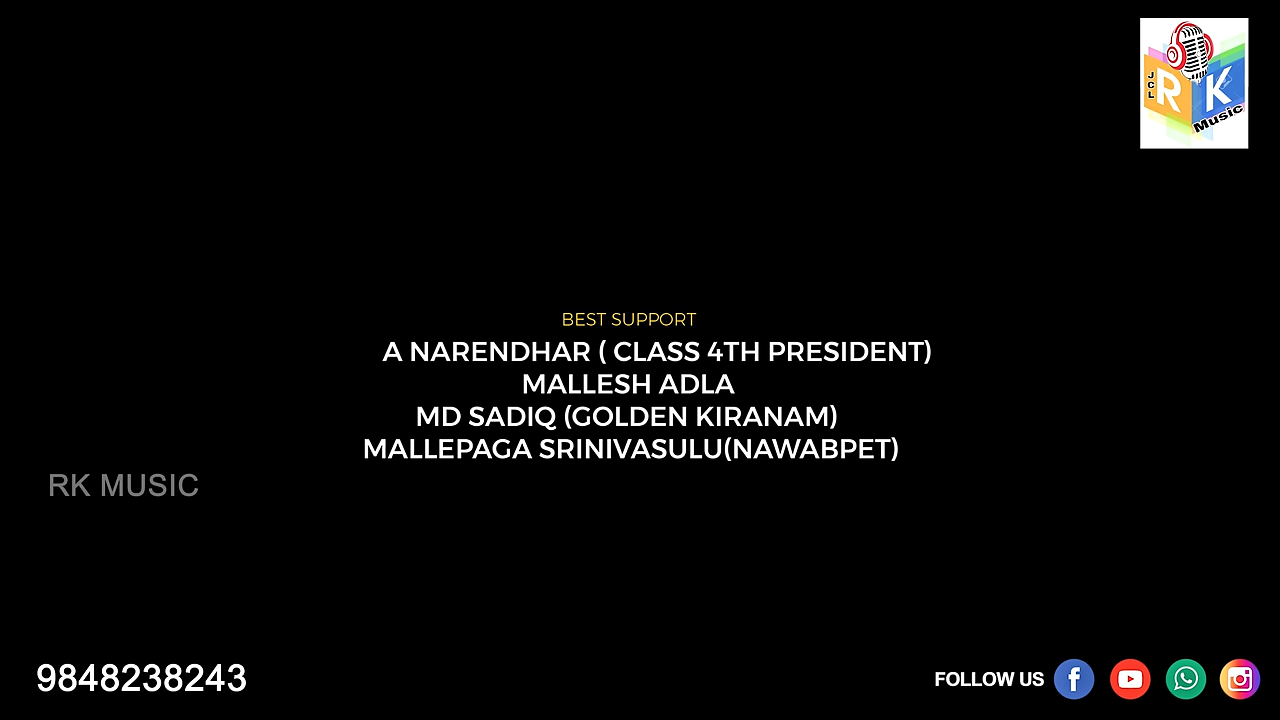 JCL
RK
Music
BEST SUPPORT
A NARENDHAR ( CLASS 4TH PRESIDENT)
MALLESH ADLA
MD SADIQ (GOLDEN KIRANAM)
MALLEPAGA SRINIVASULU(NAWABPET)
RK MUSIC
9848238243
FOLLOW US